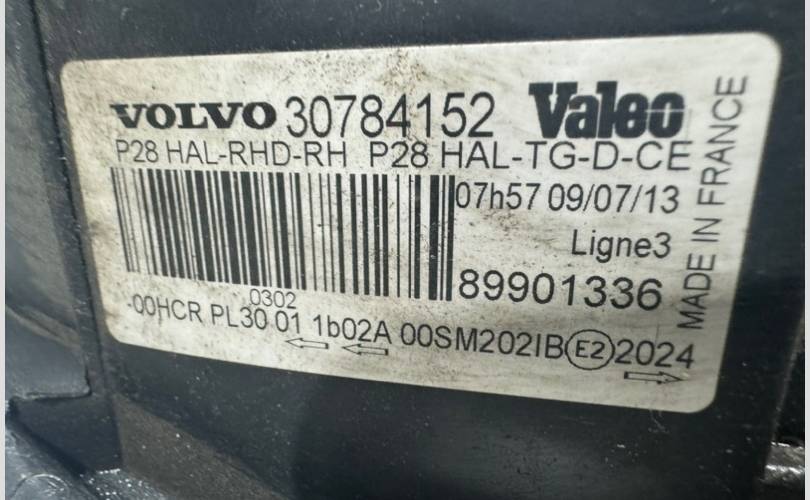 VOLVO 30784152 Valeo
P28 HAL-RHD-RH P28 HAL-TG-D-CE
07h57 09/07/13
Ligne3
89901336
0302
-00HCR PL30 01 1b02A 00SM202IB E2 2024
MADE IN FRANCE